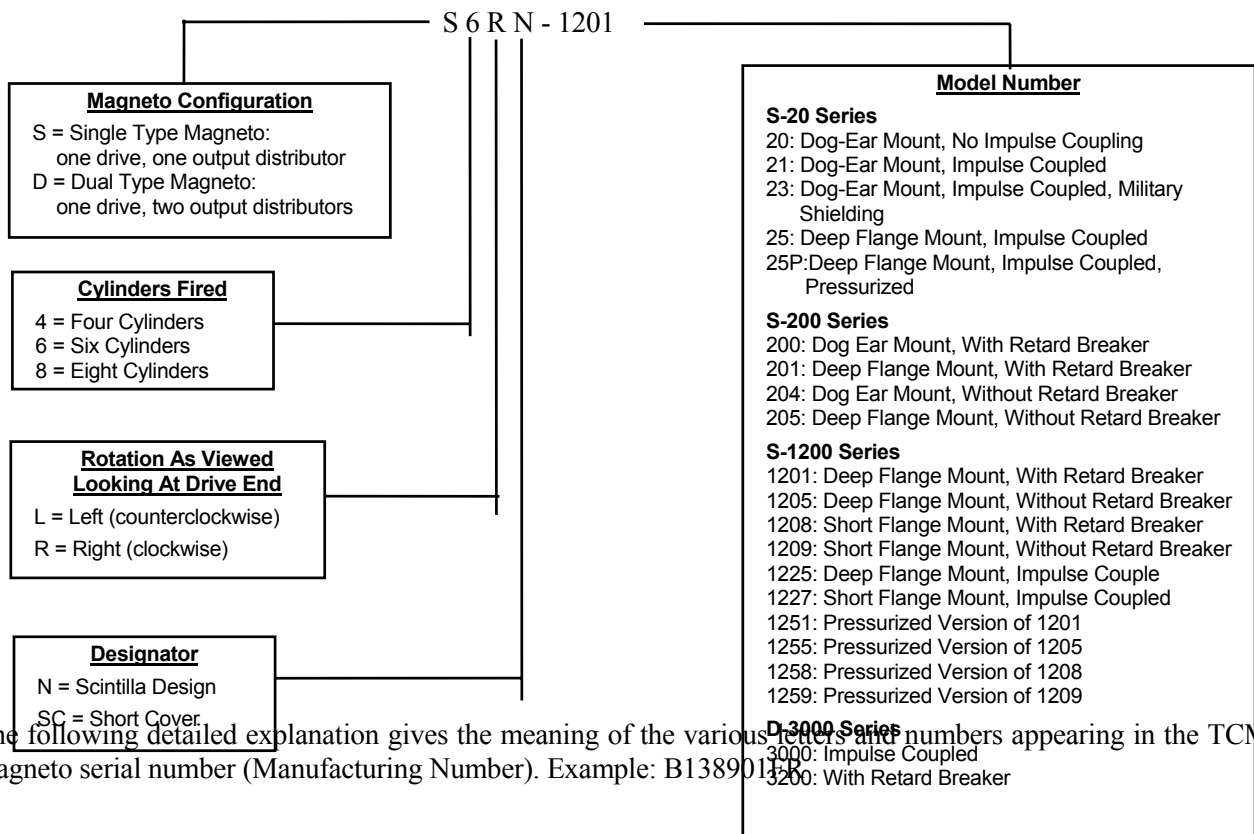 S 6 R N - 1201
Magneto Configuration
S = Single Type Magneto:
one drive, one output distributor
D = Dual Type Magneto:
one drive, two output distributors
Cylinders Fired
4 = Four Cylinders
6 = Six Cylinders
8 = Eight Cylinders
Rotation As Viewed
Looking At Drive End
L = Left (counterclockwise)
R = Right (clockwise)
Designator
N = Scintilla Design
SC = Short Cover
Model Number
S-20 Series
20: Dog-Ear Mount, No Impulse Coupling
21: Dog-Ear Mount, Impulse Coupled
23: Dog-Ear Mount, Impulse Coupled, Military
Shielding
25: Deep Flange Mount, Impulse Coupled
25P:Deep Flange Mount, Impulse Coupled,
Pressurized
S-200 Series
200: Dog Ear Mount, With Retard Breaker
201: Deep Flange Mount, With Retard Breaker
204: Dog Ear Mount, Without Retard Breaker
205: Deep Flange Mount, Without Retard Breaker
S-1200 Series
1201: Deep Flange Mount, With Retard Breaker
1205: Deep Flange Mount, Without Retard Breaker
1208: Short Flange Mount, With Retard Breaker
1209: Short Flange Mount, Without Retard Breaker
1225: Deep Flange Mount, Impulse Couple
1227: Short Flange Mount, Impulse Coupled
1251: Pressurized Version of 1201
1255: Pressurized Version of 1205
1258: Pressurized Version of 1208
1259: Pressurized Version of 1209
D-3000 Series
3000: Impulse Coupled
3200: With Retard Breaker
he following detailed explanation gives the meaning of the various letters and numbers appearing in the TCM
agneto serial number (Manufacturing Number). Example: B138901FR